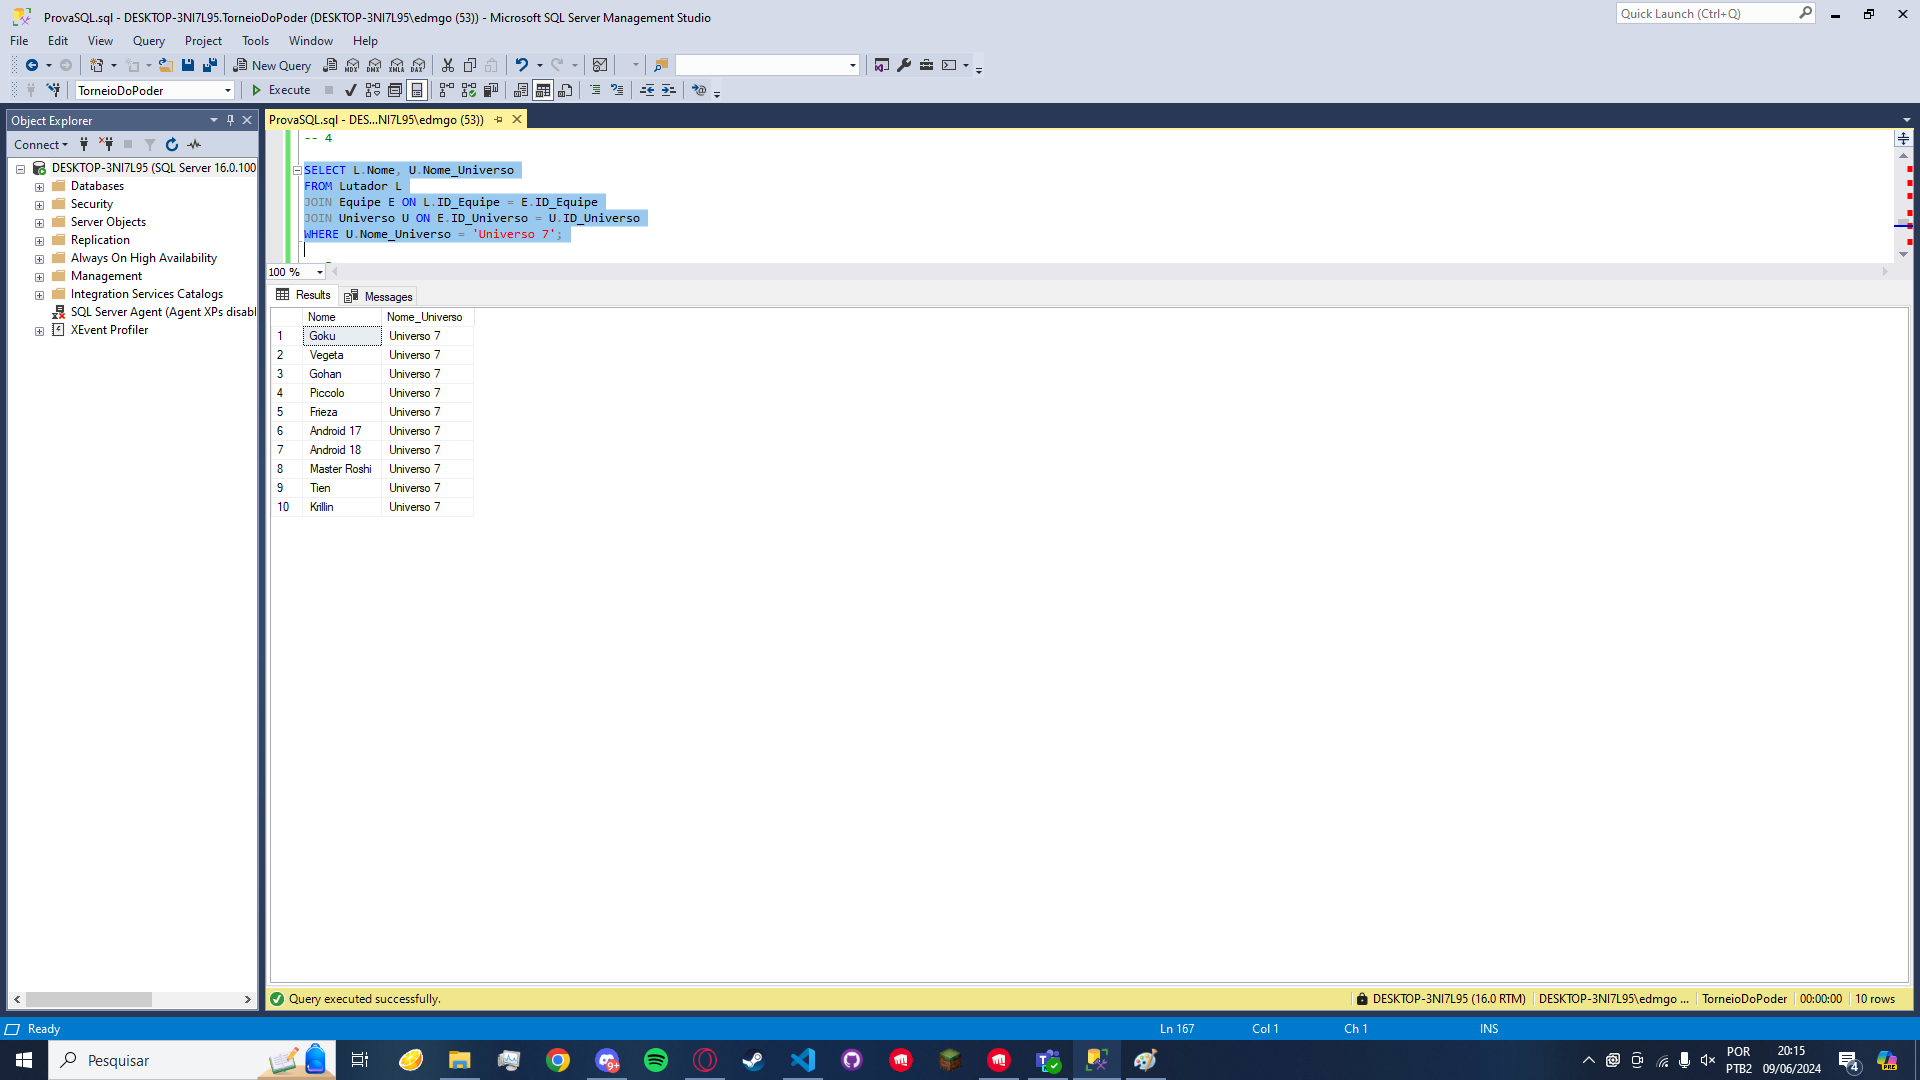 ProvaSQL.sql - DESKTOP-3NI7L95.TorneioDoPoder (DESKTOP-3NI7L95\edmgo (53)) - Microsoft SQL Server Management Studio
Quick Launch (Ctrl+Q)
File Edit View Query Project Tools Window Help
New Query
MDX DMX XMLA DAX
TorneioDoPoder
Execute
Object Explorer
ProvaSQL.sql - DES...NI7L95\edmgo (53))
Connect
DESKTOP-3NI7L95 (SQL Server 16.0.100
Databases
Security
Server Objects
Replication
Always On High Availability
Management
Integration Services Catalogs
SQL Server Agent (Agent XPs disabl
XEvent Profiler
-- 4
SELECT L.Nome, U.Nome_Universo
FROM Lutador L
JOIN Equipe E ON L.ID_Equipe = E.ID_Equipe
JOIN Universo U ON E.ID_Universo = U.ID_Universo
WHERE U.Nome_Universo = 'Universo 7';
100 %
Results Messages
Nome Nome_Universo
1 Goku Universo 7
2 Vegeta Universo 7
3 Gohan Universo 7
4 Piccolo Universo 7
5 Frieza Universo 7
6 Android 17 Universo 7
7 Android 18 Universo 7
8 Master Roshi Universo 7
9 Tien Universo 7
10 Krillin Universo 7
Query executed successfully.
DESKTOP-3NI7L95 (16.0 RTM) DESKTOP-3NI7L95\edmgo ... TorneioDoPoder 00:00:00 10 rows
Ready
Ln 167 Col 1 Ch 1 INS
Pesquisar
9+
POR
PTB2
20:15
09/06/2024
4
PRE